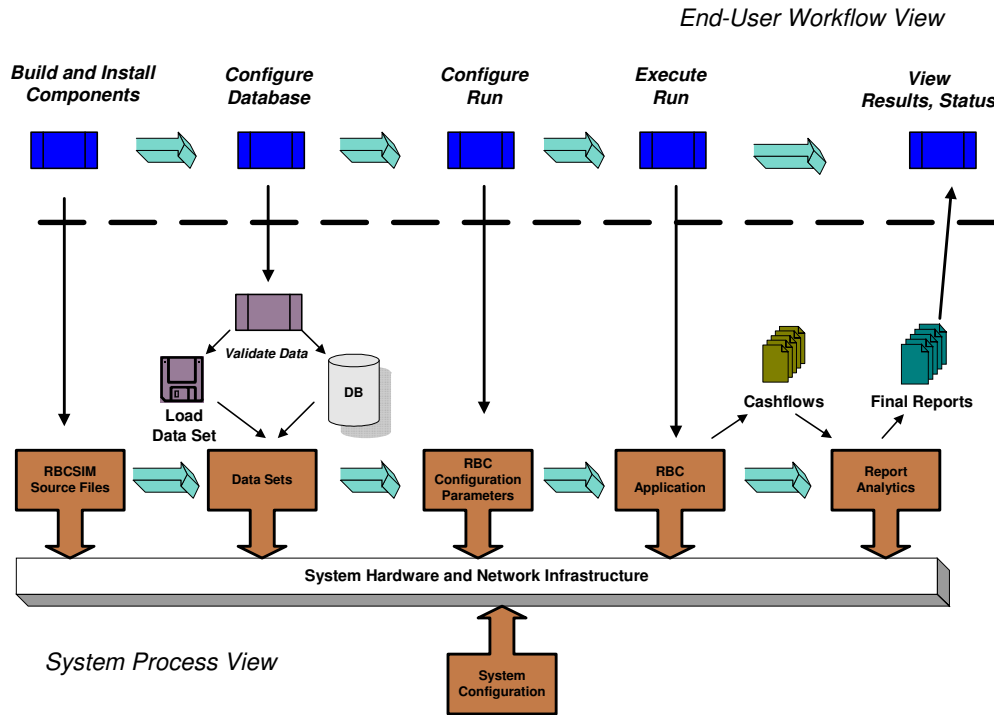 End-User Workflow View
Build and Install
Components
Configure
Database
Configure
Run
Execute
Run
View
Results, Status
Validate Data
Load
Data Set
DB
Cashflows
Final Reports
RBCSIM
Source Files
Data Sets
RBC
Configuration
Parameters
RBC
Application
Report
Analytics
System Hardware and Network Infrastructure
System Process View
System
Configuration